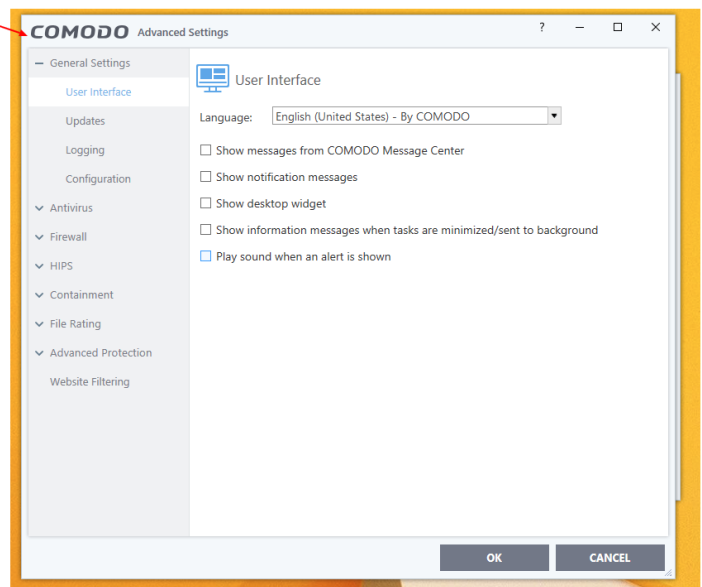 COMODO Advanced Settings ?
General Settings
User Interface
Updates
Logging
Configuration
Antivirus
Firewall
HIPS
Containment
File Rating
Advanced Protection
Website Filtering
User Interface
Language: English (United States) - By COMODO
Show messages from COMODO Message Center
Show notification messages
Show desktop widget
Show information messages when tasks are minimized/sent to background
Play sound when an alert is shown
OK CANCEL